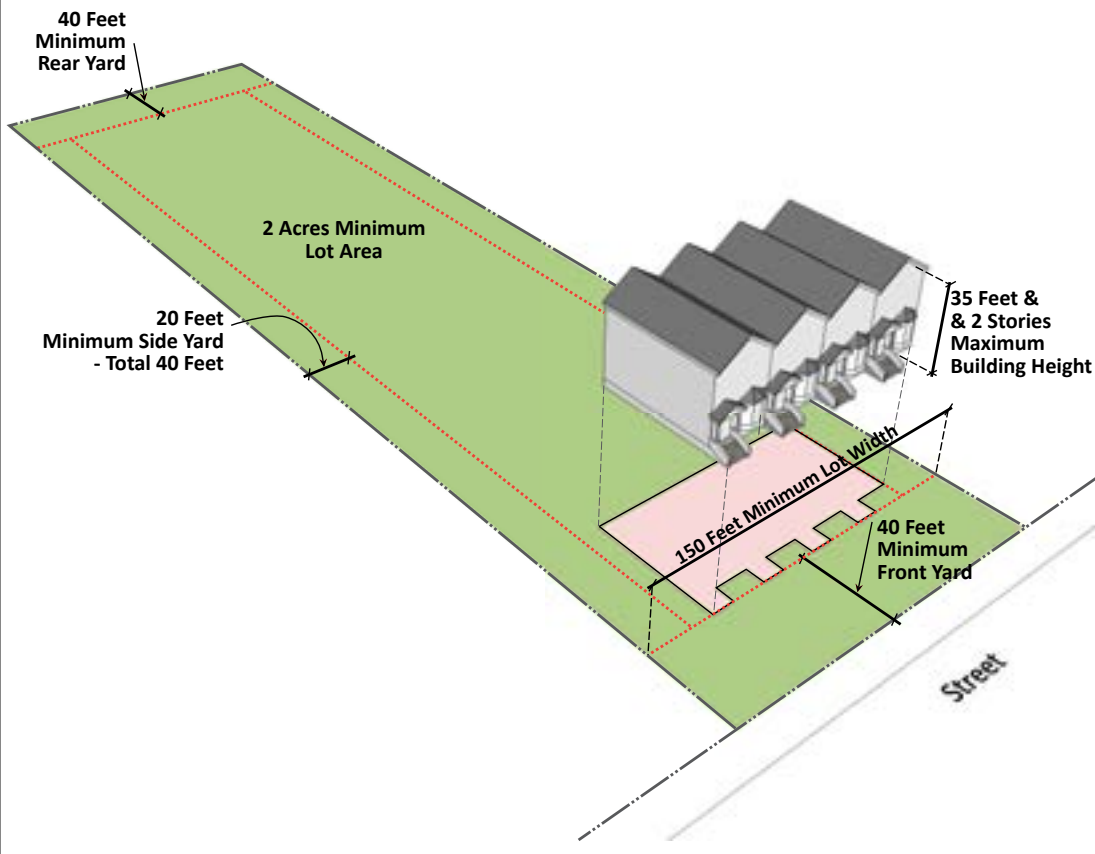 40 Feet
Minimum
Rear Yard
2 Acres Minimum
Lot Area
20 Feet
Minimum Side Yard
- Total 40 Feet
35 Feet &
& 2 Stories
Maximum
Building Height
150 Feet Minimum Lot Width
40 Feet
Minimum
Front Yard
Street